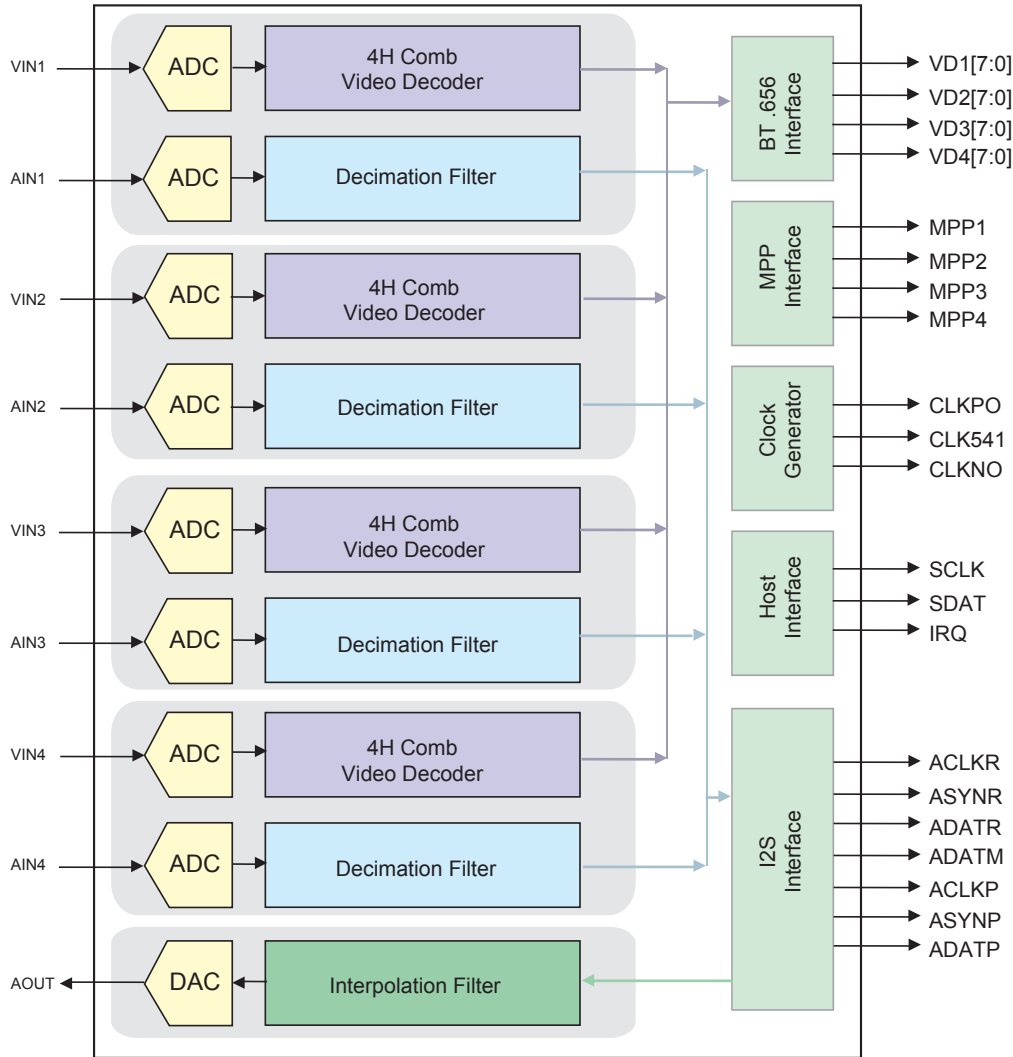 VIN1
ADC
4H Comb
Video Decoder
AIN1
ADC
Decimation Filter
VIN2
ADC
4H Comb
Video Decoder
AIN2
ADC
Decimation Filter
VIN3
ADC
4H Comb
Video Decoder
AIN3
ADC
Decimation Filter
VIN4
ADC
4H Comb
Video Decoder
AIN4
ADC
Decimation Filter
AOUT
DAC
Interpolation Filter
BT .656
Interface
VD1[7:0]
VD2[7:0]
VD3[7:0]
VD4[7:0]
MPP
Interface
MPP1
MPP2
MPP3
MPP4
Clock
Generator
CLKPO
CLK541
CLKNO
Host
Interface
SCLK
SDAT
IRQ
I2S
Interface
ACLKR
ASYNR
ADATR
ADATM
ACLKP
ASYNP
ADATP